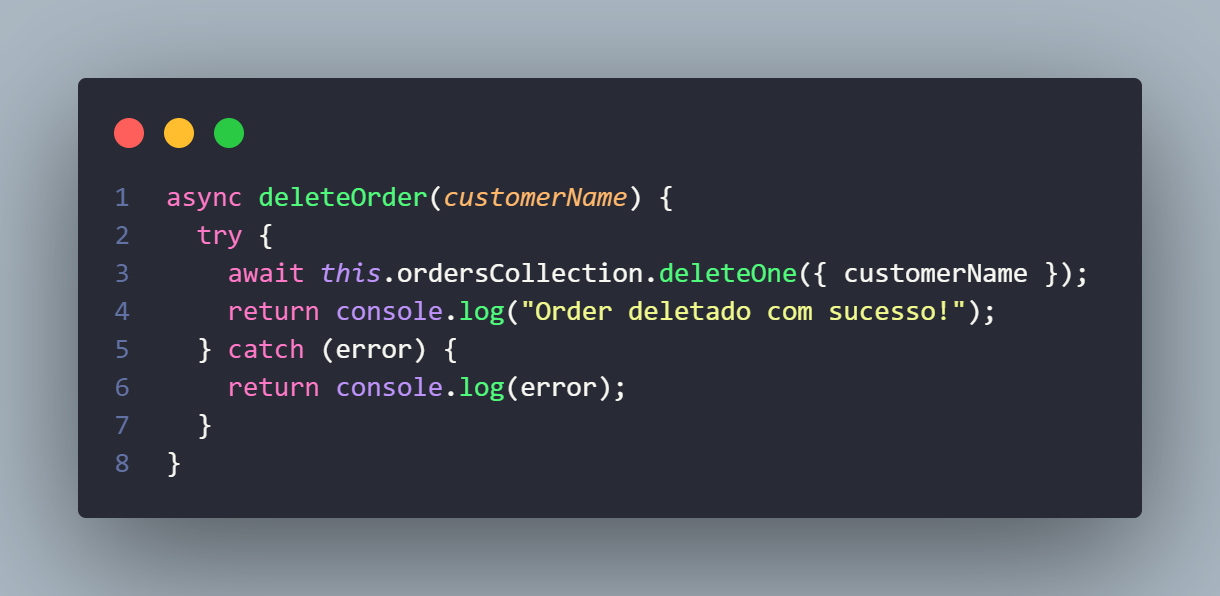 1 async deleteOrder(customerName) {
2 try {
3 await this.ordersCollection.deleteOne({ customerName });
4 return console.log("Order deletado com sucesso!");
5 } catch (error) {
6 return console.log(error);
7 }
8 }